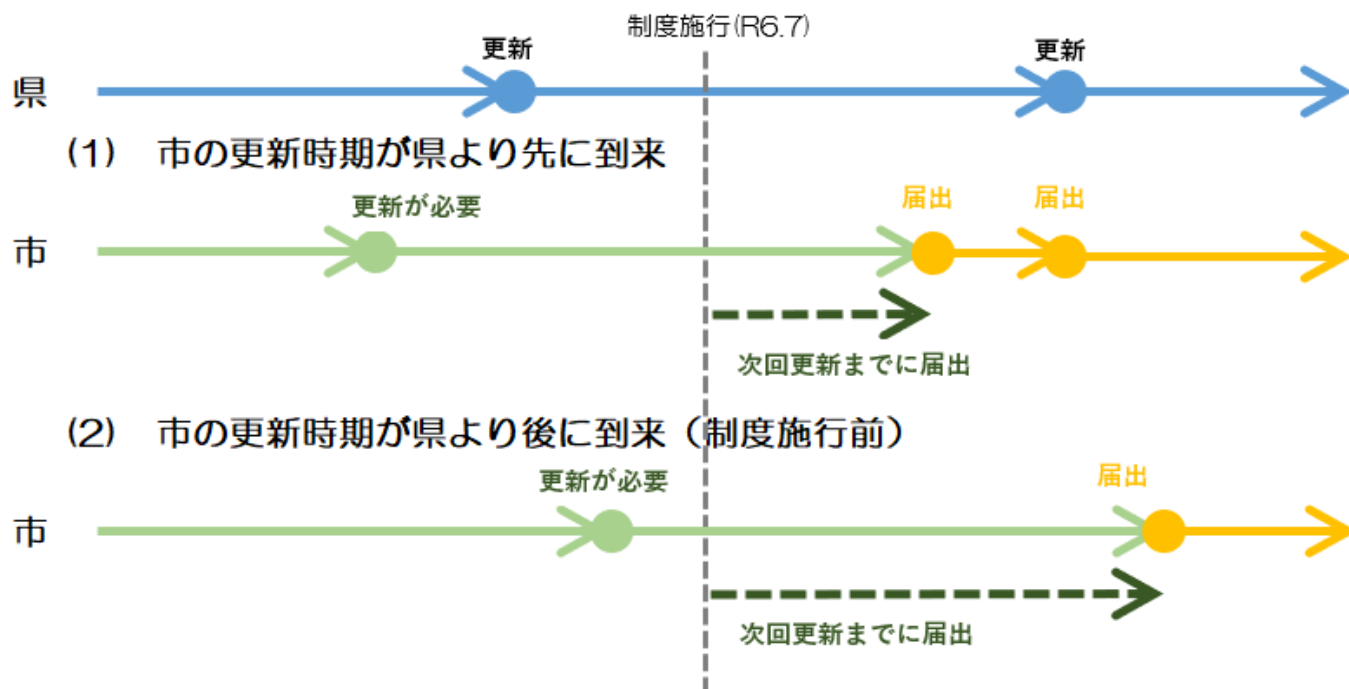 制度施行(R6.7)
更新
更新
県
(1) 市の更新時期が県より先に到来
更新が必要
届出
届出
市
次回更新までに届出
(2) 市の更新時期が県より後に到来（制度施行前）
更新が必要
届出
市
次回更新までに届出